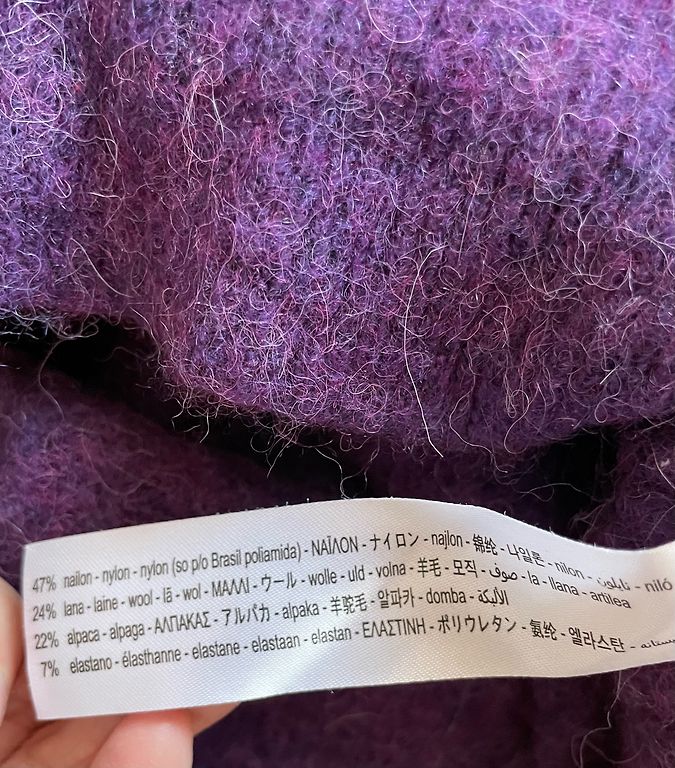 47% nailon - nylon - nylon (so p/o Brasil poliamida) - ΝΑΪΛΟΝ - ナイロン - najlon - 锦纶 - 나일론 - nilon - نايلون - niló
24% lana - laine - wool - lã - wol - ΜΑΛΛΙ - ウール - wolle - uld - volna - 羊毛 - 모직 - صوف - la - llana - artilea
22% alpaca - alpaga - ΑΛΠΑΚΑΣ - アルパカ - alpaka - 羊驼毛 - 알파카 - domba - الألبكة
7% elastano - élasthanne - elastane - elastaan - elastan - ΕΛΑΣΤΙΝΗ - ポリウレタン - 氨纶 - 엘라스탄 -